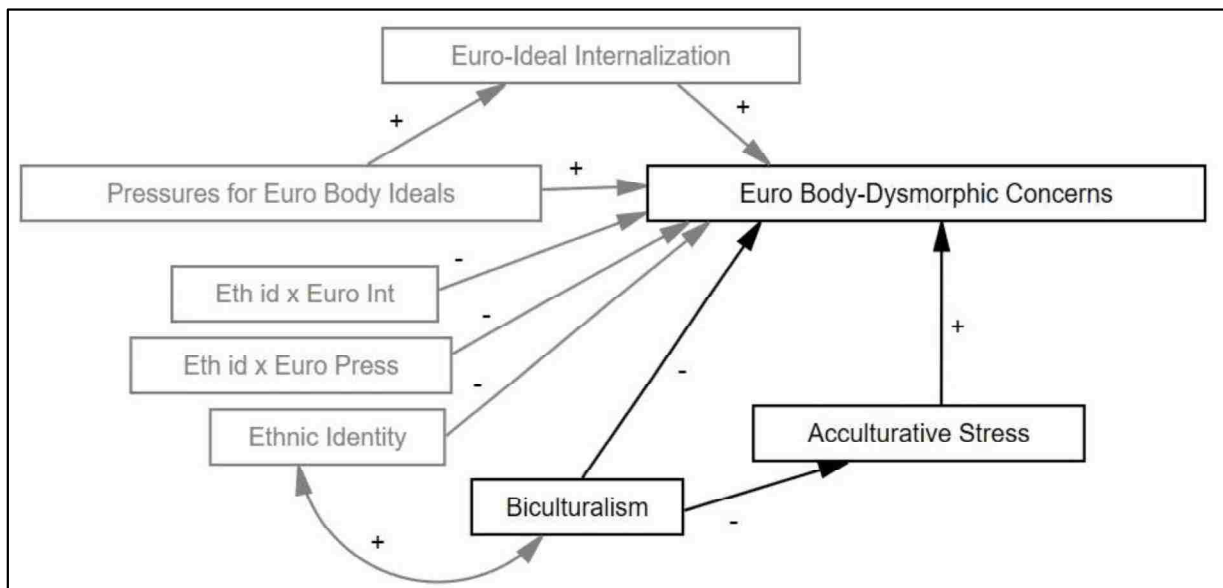 Euro-Ideal Internalization
+
+
Pressures for Euro Body Ideals
+
Euro Body-Dysmorphic Concerns
-
Eth id x Euro Int
-
Eth id x Euro Press
-
Ethnic Identity
-
+
Acculturative Stress
Biculturalism
-
+